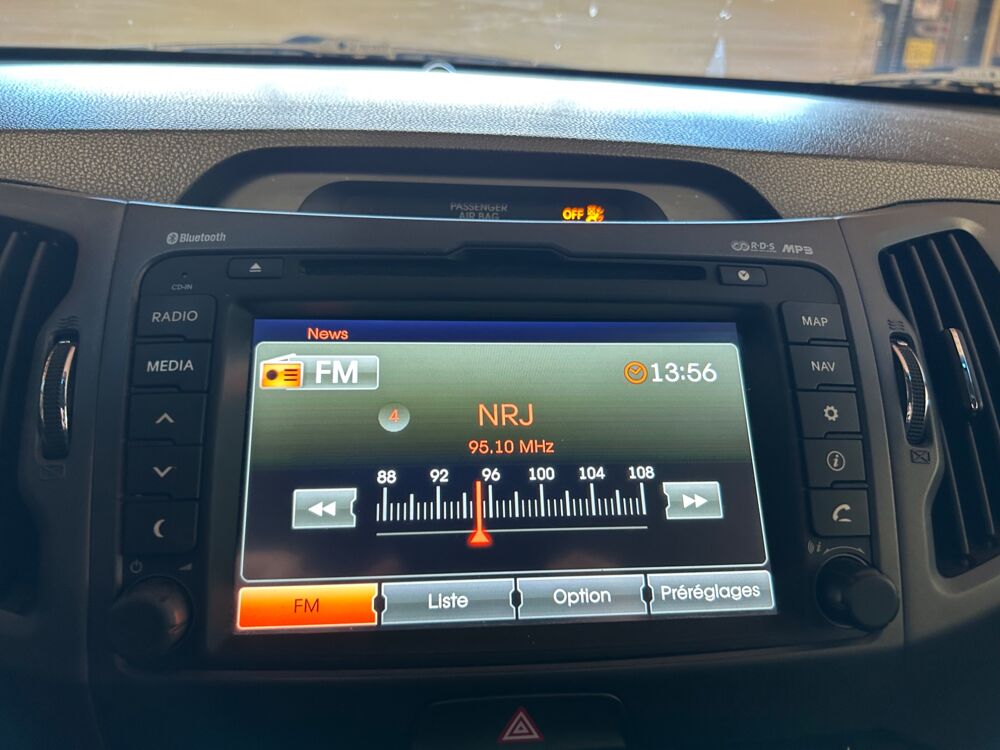 PASSENGER
AIR BAG
OFF
Bluetooth
R·D·S
MP3
CD-IN
RADIO
MEDIA
MAP
NAV
News
FM
13:56
4
NRJ
95.10 MHz
88 92 96 100 104 108
FM
Liste
Option
Préréglages